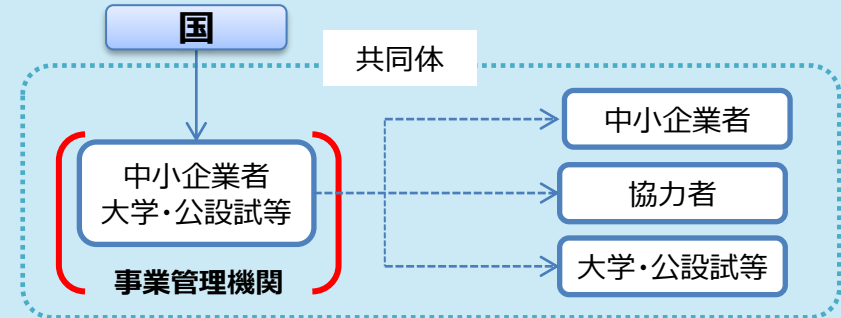 国
共同体
中小企業者
大学・公設試等
事業管理機関
中小企業者
協力者
大学・公設試等